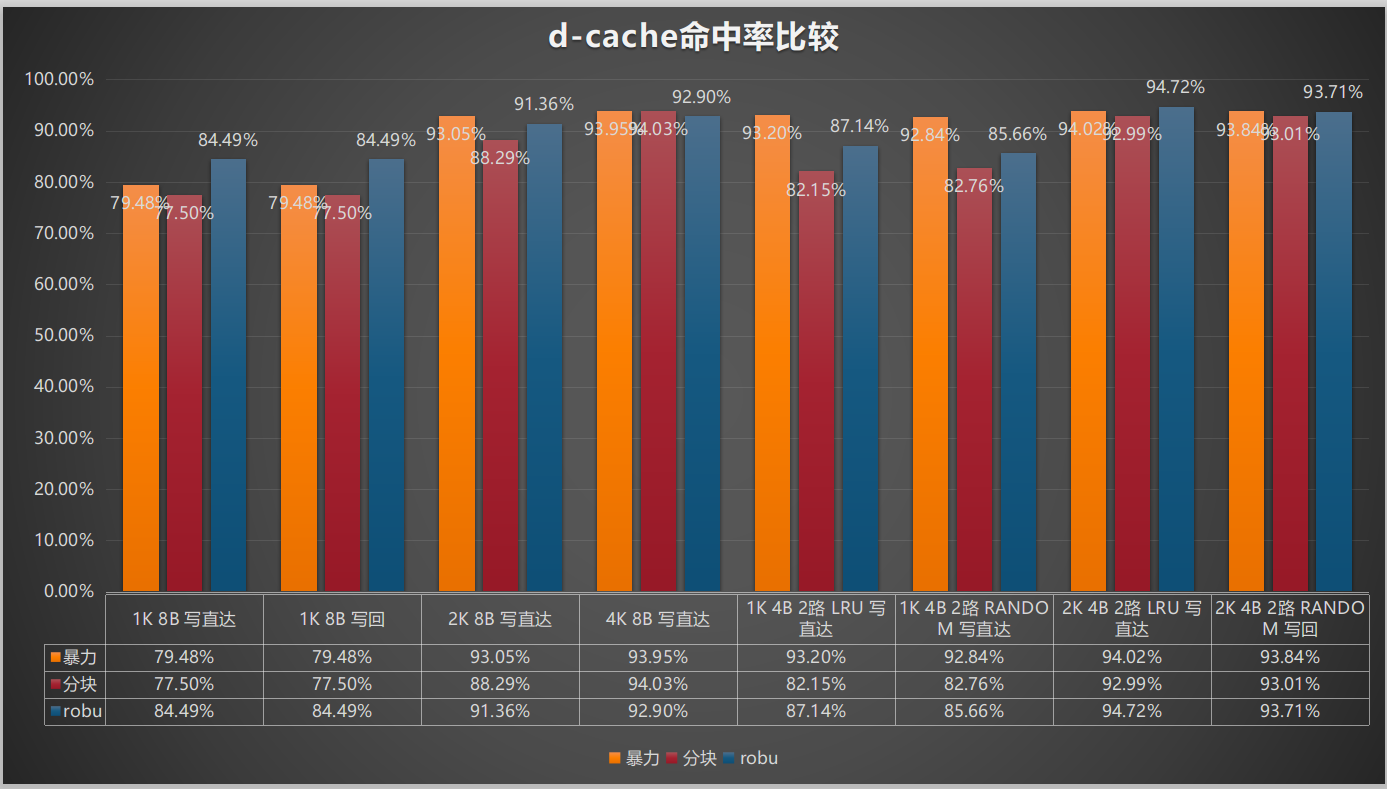 d-cache命中率比较
100.00%
90.00%
80.00%
70.00%
60.00%
50.00%
40.00%
30.00%
20.00%
10.00%
0.00%
79.48%
77.50%
84.49%
79.48%
77.50%
84.49%
93.05%
88.29%
91.36%
93.95%
94.03%
92.90%
93.20%
82.15%
87.14%
92.84%
82.76%
85.66%
94.02%
92.99%
94.72%
93.84%
93.01%
93.71%
1K 8B 写直达
1K 8B 写回
2K 8B 写直达
4K 8B 写直达
1K 4B 2路 LRU 写
直达
1K 4B 2路 RANDO
M 写直达
2K 4B 2路 LRU 写
直达
2K 4B 2路 RANDO
M 写回
暴力 79.48% 79.48% 93.05% 93.95% 93.20% 92.84% 94.02% 93.84%
分块 77.50% 77.50% 88.29% 94.03% 82.15% 82.76% 92.99% 93.01%
robu 84.49% 84.49% 91.36% 92.90% 87.14% 85.66% 94.72% 93.71%
暴力 分块 robu